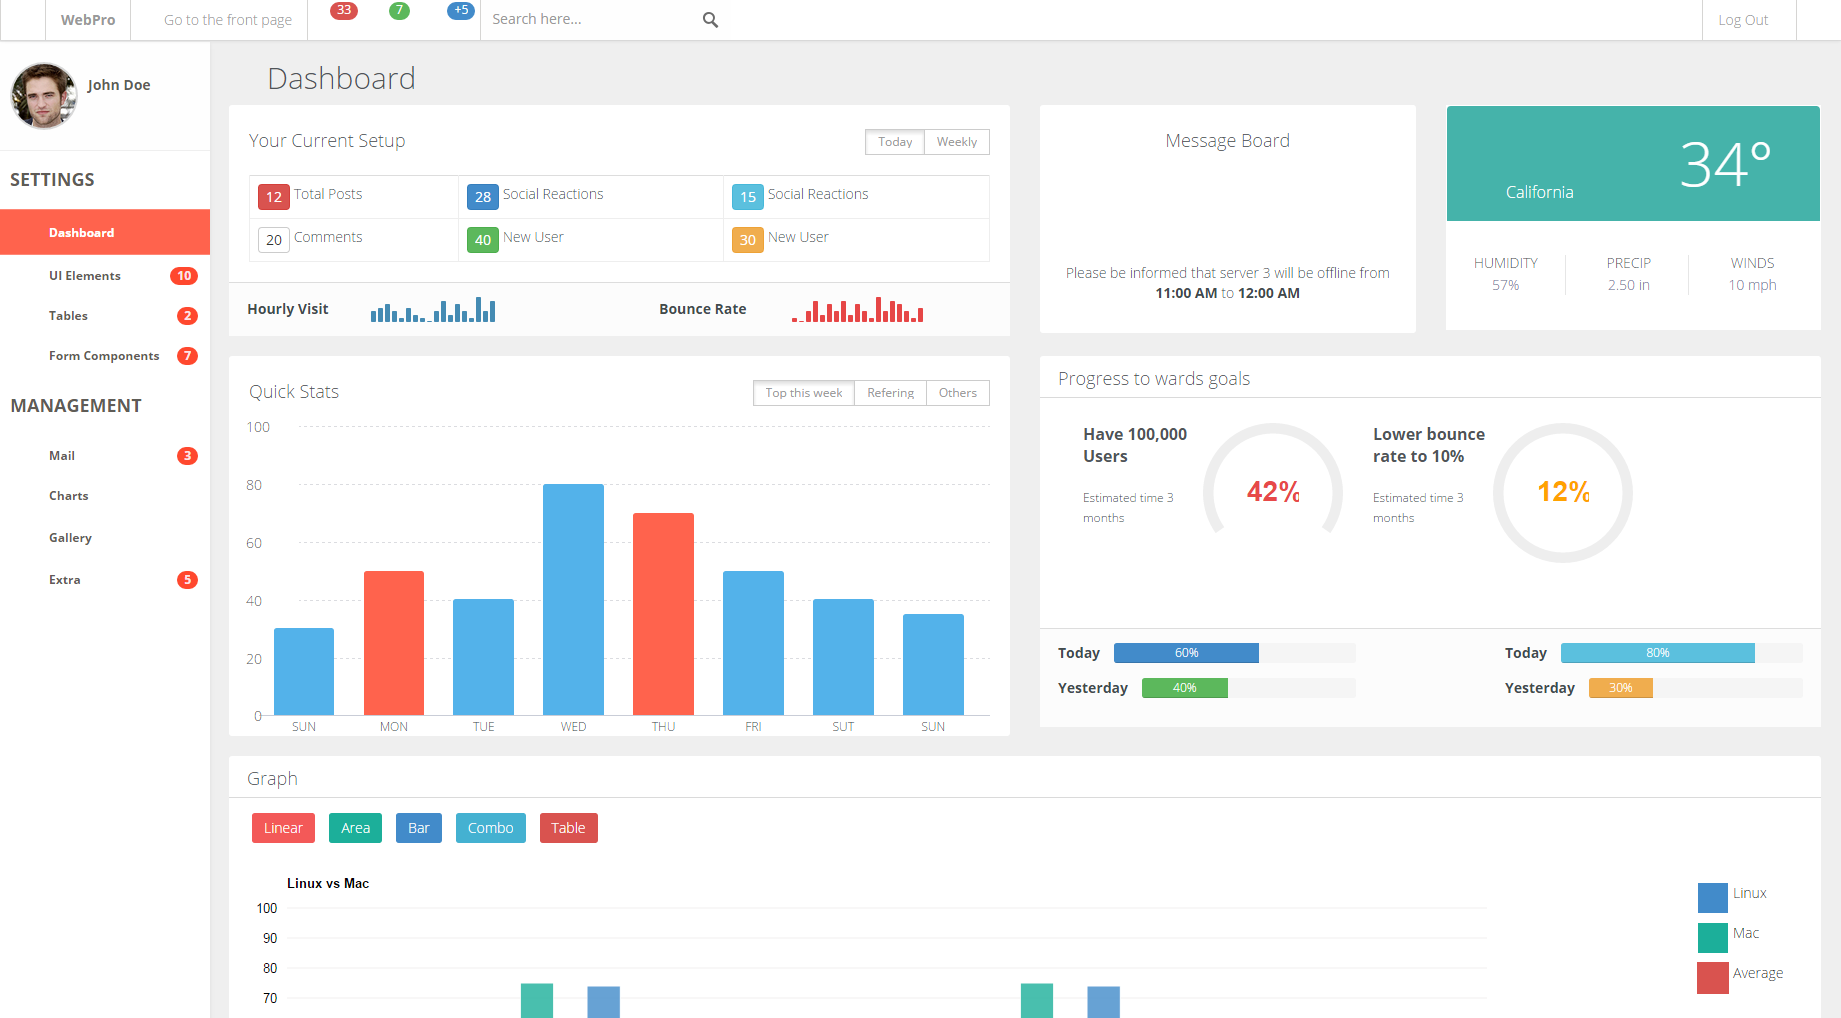 WebPro
Go to the front page
33
7
+5
Search here...
Log Out
John Doe
SETTINGS
Dashboard
UI Elements 10
Tables 2
Form Components 7
MANAGEMENT
Mail 3
Charts
Gallery
Extra 5
Dashboard
Your Current Setup
Today Weekly
12 Total Posts
28 Social Reactions
15 Social Reactions
20 Comments
40 New User
30 New User
Hourly Visit
Bounce Rate
Message Board
Please be informed that server 3 will be offline from
11:00 AM to 12:00 AM
34°
California
HUMIDITY
57%
PRECIP
2.50 in
WINDS
10 mph
Quick Stats
Top this week Refering Others
100
80
60
40
20
0
SUN MON TUE WED THU FRI SUT SUN
Progress to wards goals
Have 100,000
Users
Estimated time 3
months
42%
Lower bounce
rate to 10%
Estimated time 3
months
12%
Today 60%
Yesterday 40%
Today 80%
Yesterday 30%
Graph
Linear Area Bar Combo Table
Linux vs Mac
100
90
80
70
Linux
Mac
Average